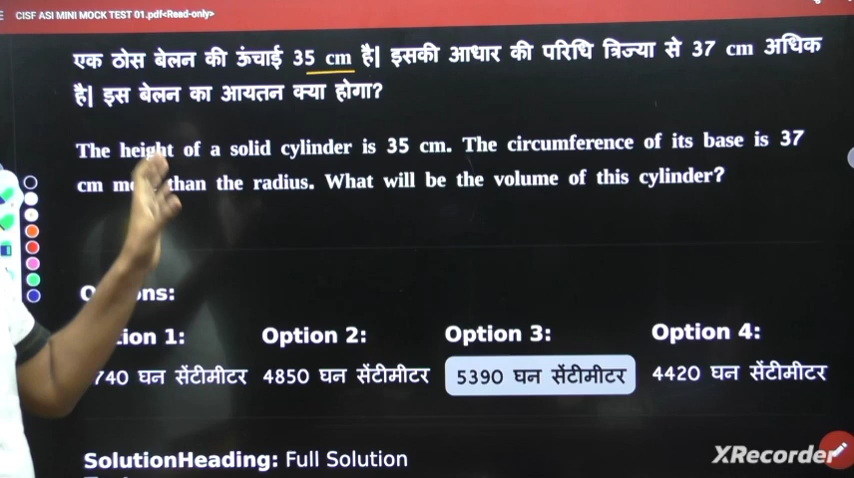 CISF ASI MINI MOCK TEST 01.pdf<Read-only>
एक ठोस बेलन की ऊंचाई 35 cm है| इसकी आधार की परिधि त्रिज्या से 37 cm अधिक
है| इस बेलन का आयतन क्या होगा?
The height of a solid cylinder is 35 cm. The circumference of its base is 37
cm than the radius. What will be the volume of this cylinder?
Option 2: Option 3: Option 4:
घन सेंटीमीटर 4850 घन सेंटीमीटर 5390 घन सेंटीमीटर 4420 घन सेंटीमीटर
SolutionHeading: Full Solution
XRecorder